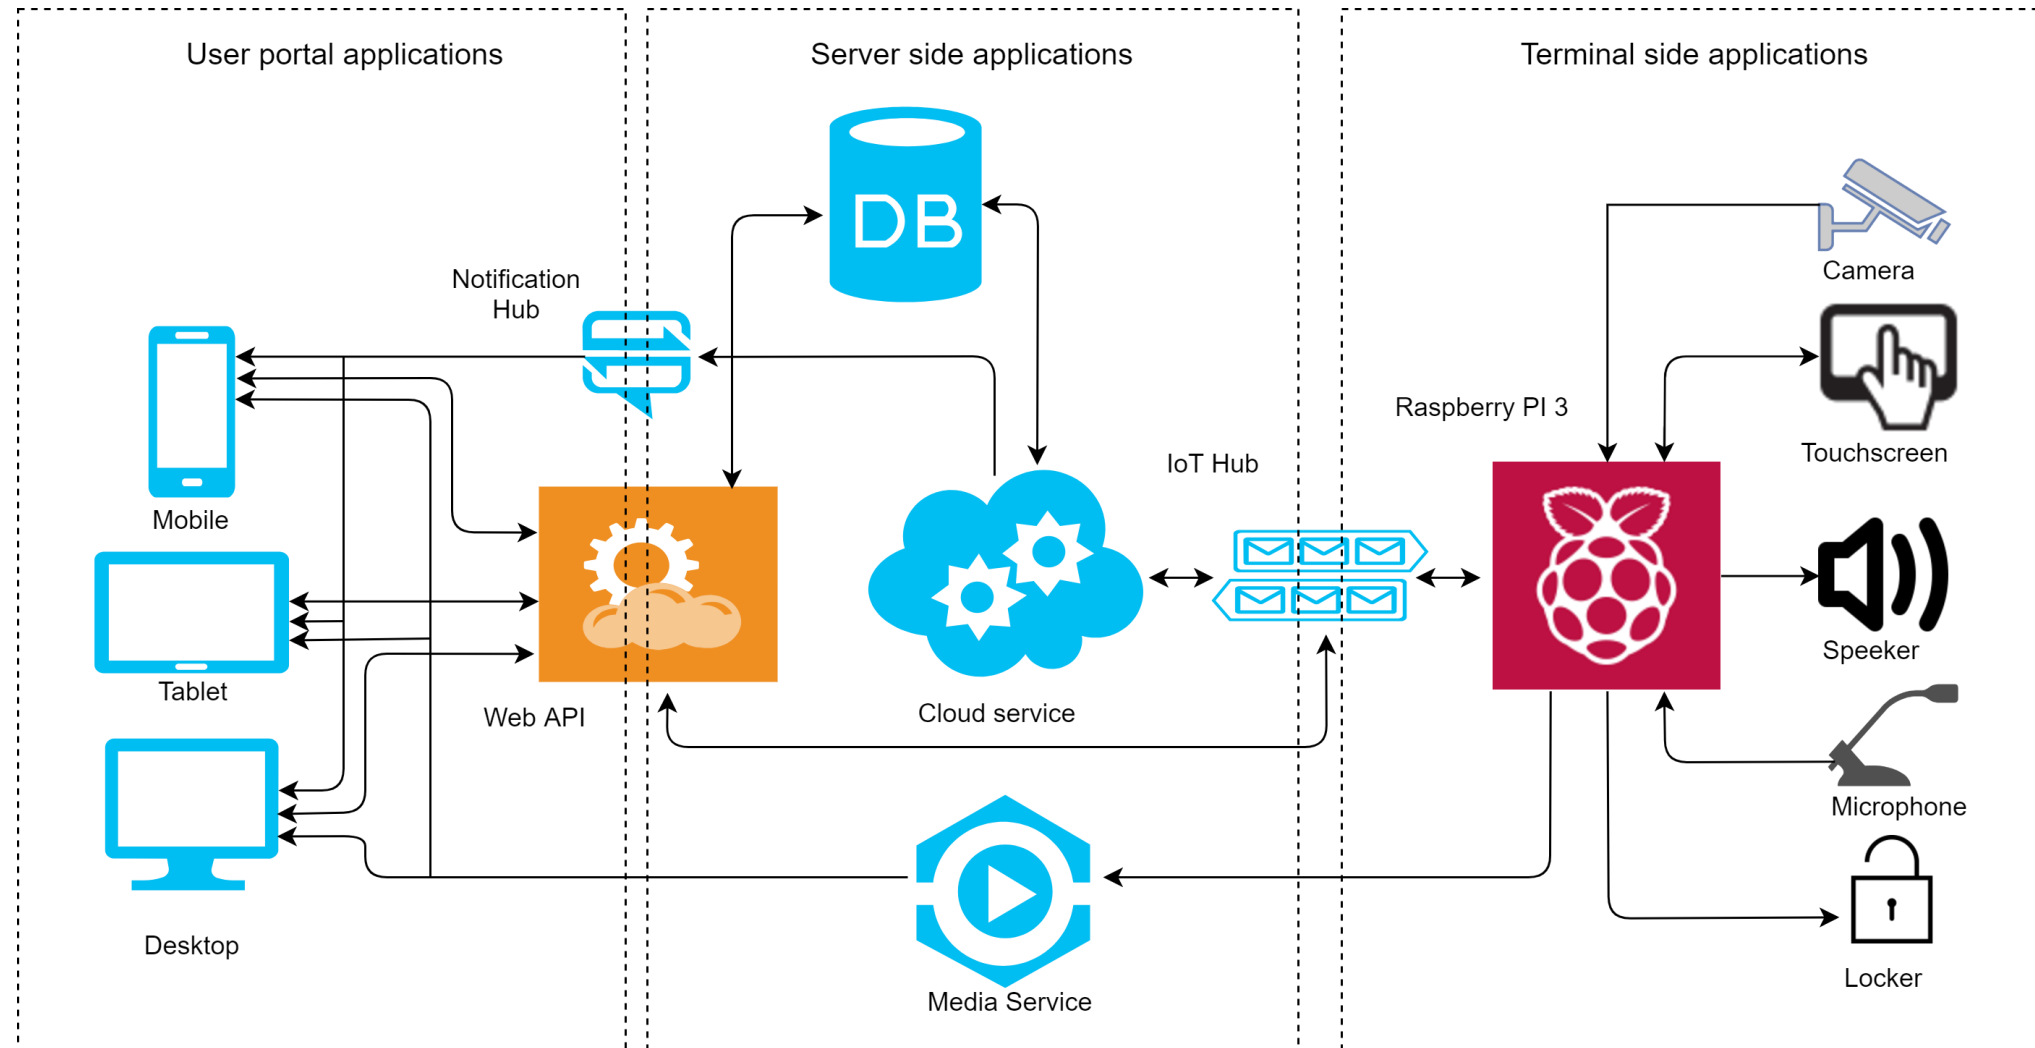 User portal applications
Server side applications
Terminal side applications
DB
Notification
Hub
Camera
Raspberry PI 3
Touchscreen
IoT Hub
Mobile
Speeker
Tablet
Web API
Cloud service
Microphone
Desktop
Locker
Media Service